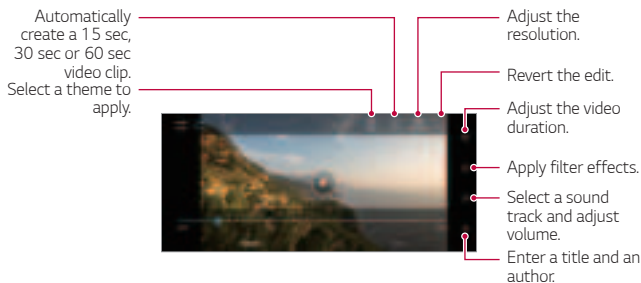 Automatically
create a 15 sec,
30 sec or 60 sec
video clip.
Select a theme to
apply.
Adjust the
resolution.
Revert the edit.
Adjust the video
duration.
Apply filter effects.
Select a sound
track and adjust
volume.
Enter a title and an
author.